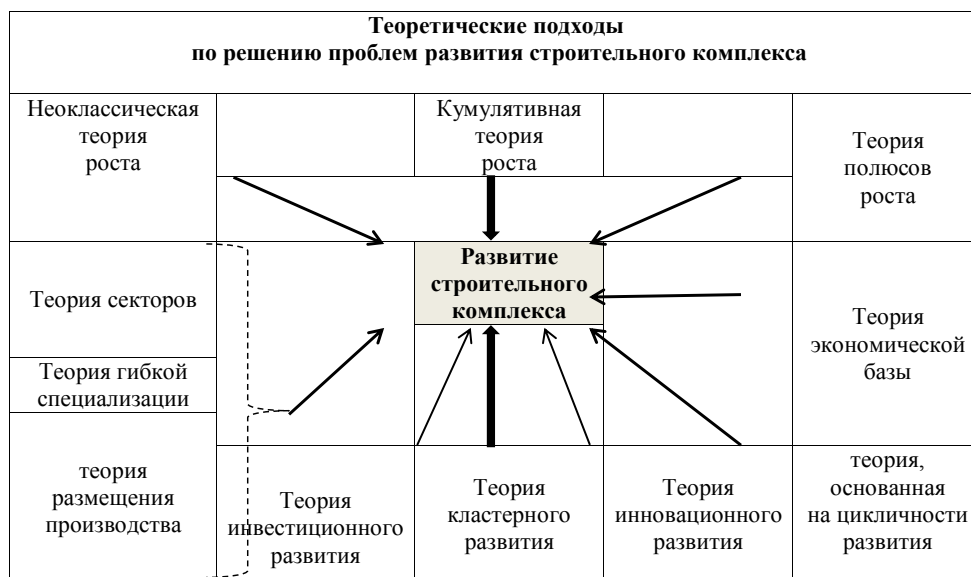 Теоретические подходы
по решению проблем развития строительного комплекса
Неоклассическая
теория
роста
Кумулятивная
теория
роста
Теория
полюсов
роста
Теория секторов
Развитие
строительного
комплекса
Теория
экономической
базы
Теория гибкой
специализации
теория
размещения
производства
Теория
инвестиционного
развития
Теория
кластерного
развития
Теория
инновационного
развития
теория,
основанная
на цикличности
развития